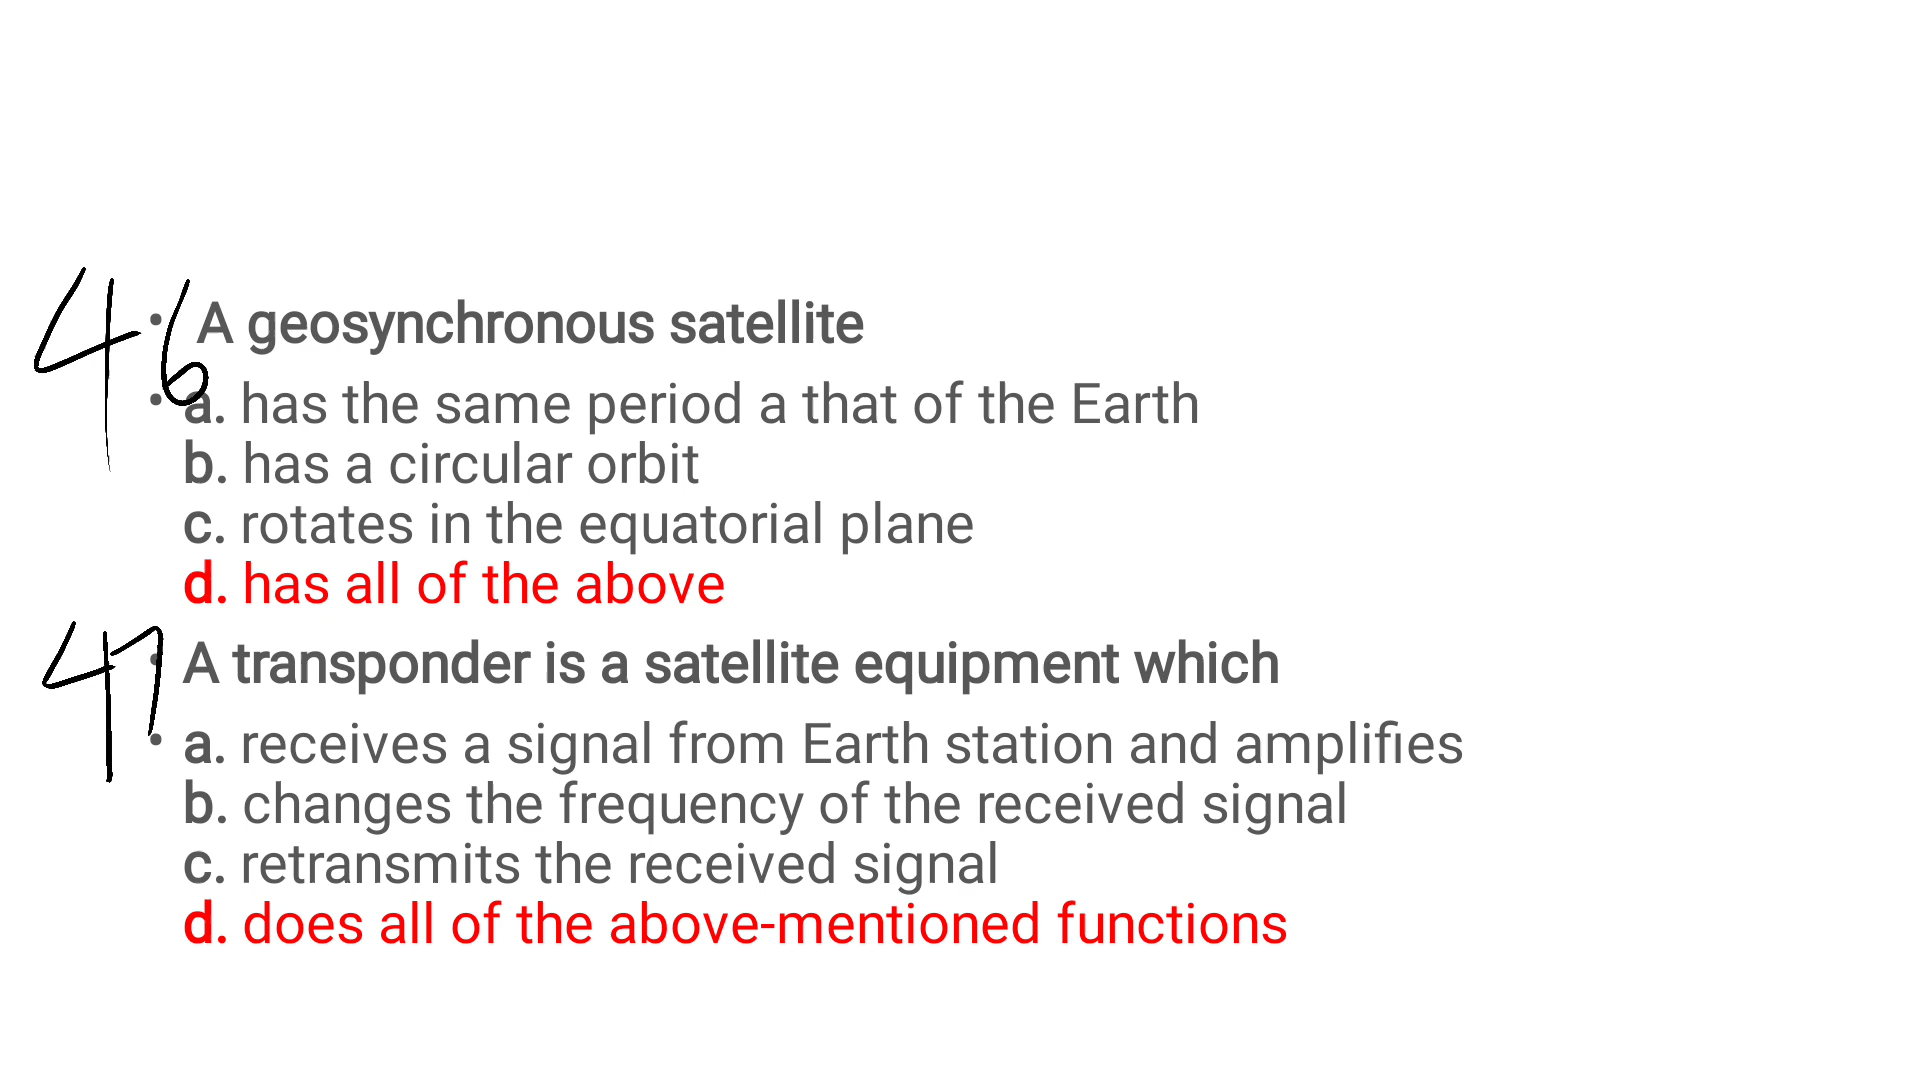 46
• A geosynchronous satellite
• a. has the same period a that of the Earth
b. has a circular orbit
c. rotates in the equatorial plane
d. has all of the above
47
• A transponder is a satellite equipment which
• a. receives a signal from Earth station and amplifies
b. changes the frequency of the received signal
c. retransmits the received signal
d. does all of the above-mentioned functions